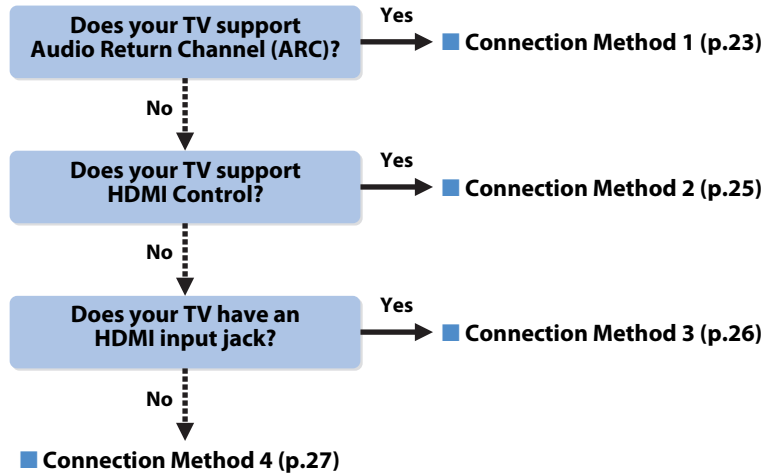 Does your TV support
Audio Return Channel (ARC)?
Yes
Connection Method 1 (p.23)
No
Does your TV support
HDMI Control?
Yes
Connection Method 2 (p.25)
No
Does your TV have an
HDMI input jack?
Yes
Connection Method 3 (p.26)
No
Connection Method 4 (p.27)